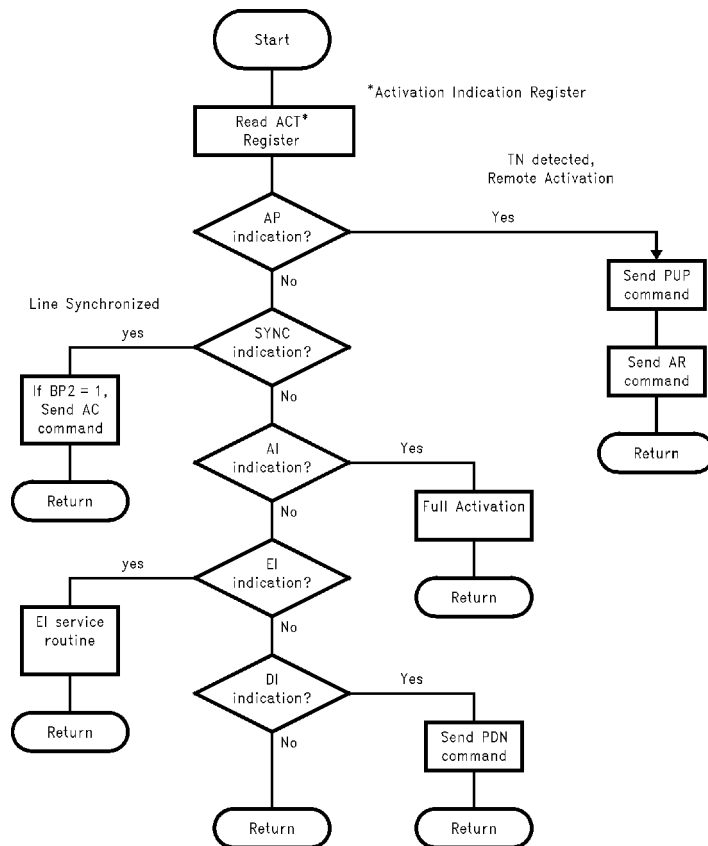 Start
*Activation Indication Register
Read ACT*
Register
TN detected,
Remote Activation
AP
indication?
Yes
No
Send PUP
command
Line Synchronized
yes
SYNC
indication?
No
Send AR
command
If BP2 = 1,
Send AC
command
Return
Return
AI
indication?
Yes
No
Full Activation
yes
EI
indication?
No
Return
EI service
routine
DI
indication?
Yes
No
Return
Send PDN
command
Return
Return